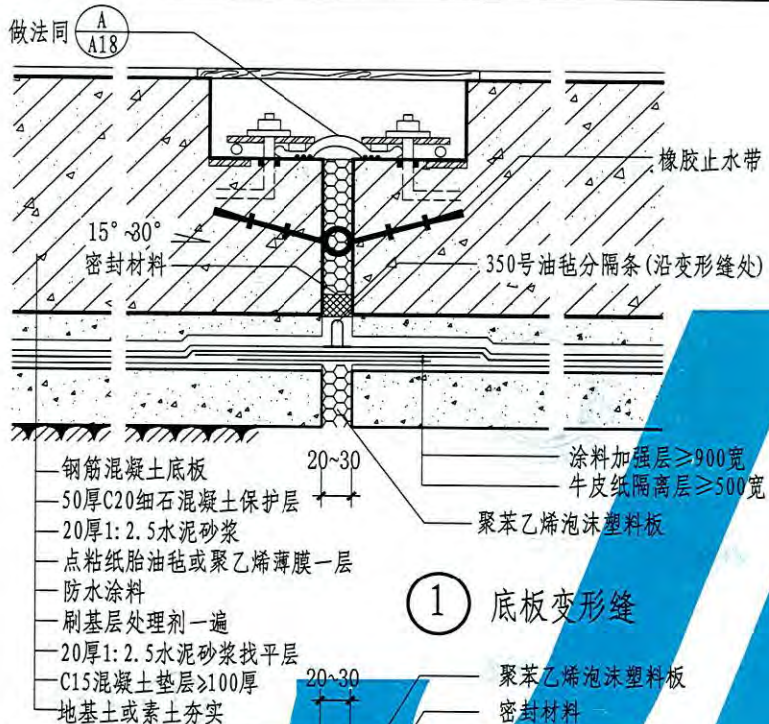 做法同 A
A18
橡胶止水带
15°~30°
密封材料
350号油毡分隔条(沿变形缝处)
钢筋混凝土底板
50厚C20细石混凝土保护层
20厚1:2.5水泥砂浆
点粘纸胎油毡或聚乙烯薄膜一层
防水涂料
刷基层处理剂一遍
20厚1:2.5水泥砂浆找平层
C15混凝土垫层≥100厚
地基土或素土夯实
20~30
涂料加强层≥900宽
牛皮纸隔离层≥500宽
聚苯乙烯泡沫塑料板
1 底板变形缝
20~30
聚苯乙烯泡沫塑料板
密封材料